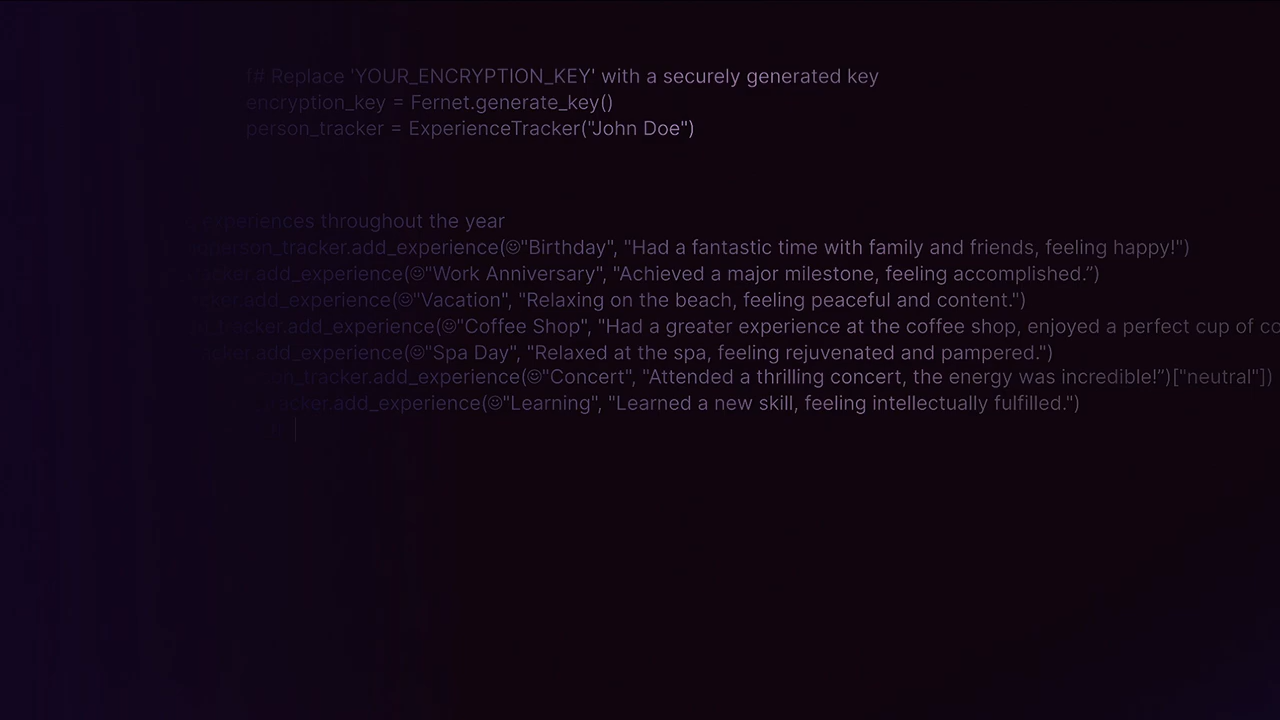 # Replace 'YOUR_ENCRYPTION_KEY' with a securely generated key
encryption_key = Fernet.generate_key()
person_tracker = ExperienceTracker("John Doe")
experiences throughout the year
person_tracker.add_experience(☺"Birthday", "Had a fantastic time with family and friends, feeling happy!")
tracker.add_experience(☺"Work Anniversary", "Achieved a major milestone, feeling accomplished.”)
tracker.add_experience(☺"Vacation", "Relaxing on the beach, feeling peaceful and content.")
tracker.add_experience(☺"Coffee Shop", "Had a greater experience at the coffee shop, enjoyed a perfect cup of co
tracker.add_experience(☺"Spa Day", "Relaxed at the spa, feeling rejuvenated and pampered.")
tracker.add_experience(☺"Concert", "Attended a thrilling concert, the energy was incredible!”)["neutral"])
tracker.add_experience(☺"Learning", "Learned a new skill, feeling intellectually fulfilled.")